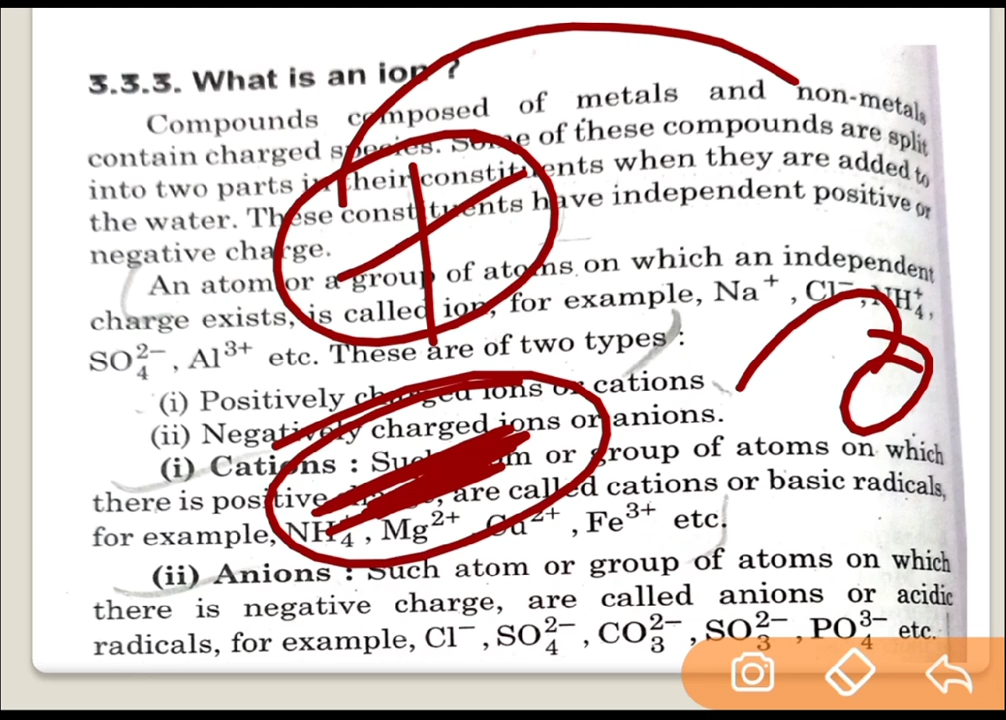 3.3.3. What is an ion ?
Compounds composed of metals and non-metals
contain charged species. Some of these compounds are split
into two parts in their constituents when they are added to
the water. These constituents have independent positive or
negative charge.
An atom or a group of atoms on which an independent
charge exists, is called ion, for example, Na⁺ , Cl⁻, NH₄⁺,
SO₄²⁻ , Al³⁺ etc. These are of two types :
(i) Positively charged ions or cations
(ii) Negatively charged ions or anions.
(i) Cations : Such atom or group of atoms on which
there is positive are called cations or basic radicals,
for example, NH₄⁺ , Mg²⁺ , Fe³⁺ etc.
(ii) Anions : Such atom or group of atoms on which
there is negative charge, are called anions or acidic
radicals, for example, Cl⁻ , SO₄²⁻ , CO₃²⁻ , SO₃²⁻ , PO₄³⁻ etc.